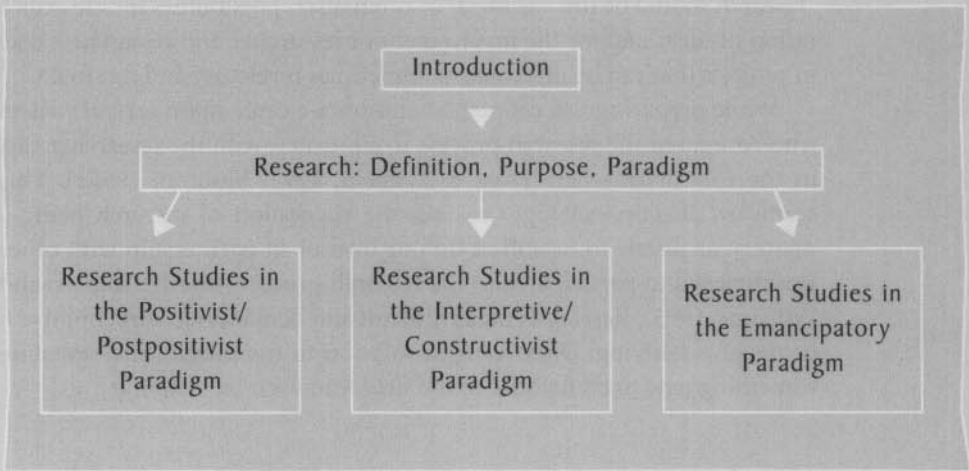 Introduction
Research: Definition, Purpose, Paradigm
Research Studies in
the Positivist/
Postpositivist
Paradigm
Research Studies in
the Interpretive/
Constructivist
Paradigm
Research Studies in
the Emancipatory
Paradigm